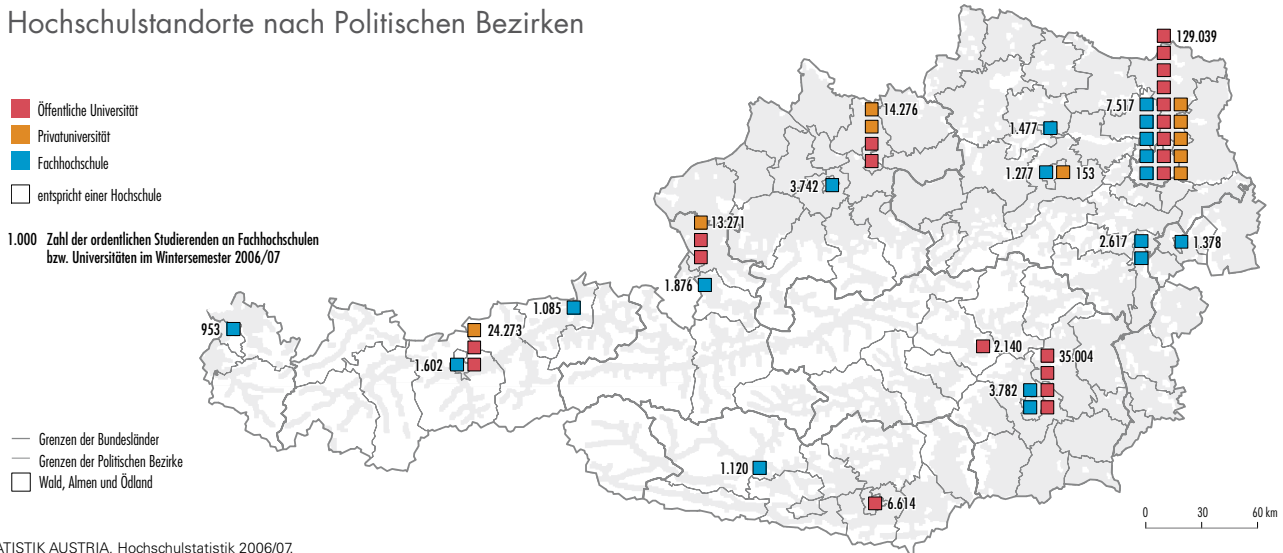 Hochschulstandorte nach Politischen Bezirken
Öffentliche Universität
Privatuniversität
Fachhochschule
entspricht einer Hochschule
1.000 Zahl der ordentlichen Studierenden an Fachhochschulen
bzw. Universitäten im Wintersemester 2006/07
129.039
14.276
7.517
1.477
1.277
153
3.742
13.271
2.617
1.378
1.876
1.085
953
24.273
2.140
35.004
1.602
3.782
1.120
6.614
Grenzen der Bundesländer
Grenzen der Politischen Bezirke
Wald, Almen und Ödland
0 30 60 km
ATISTIK AUSTRIA. Hochschulstatistik 2006/07.